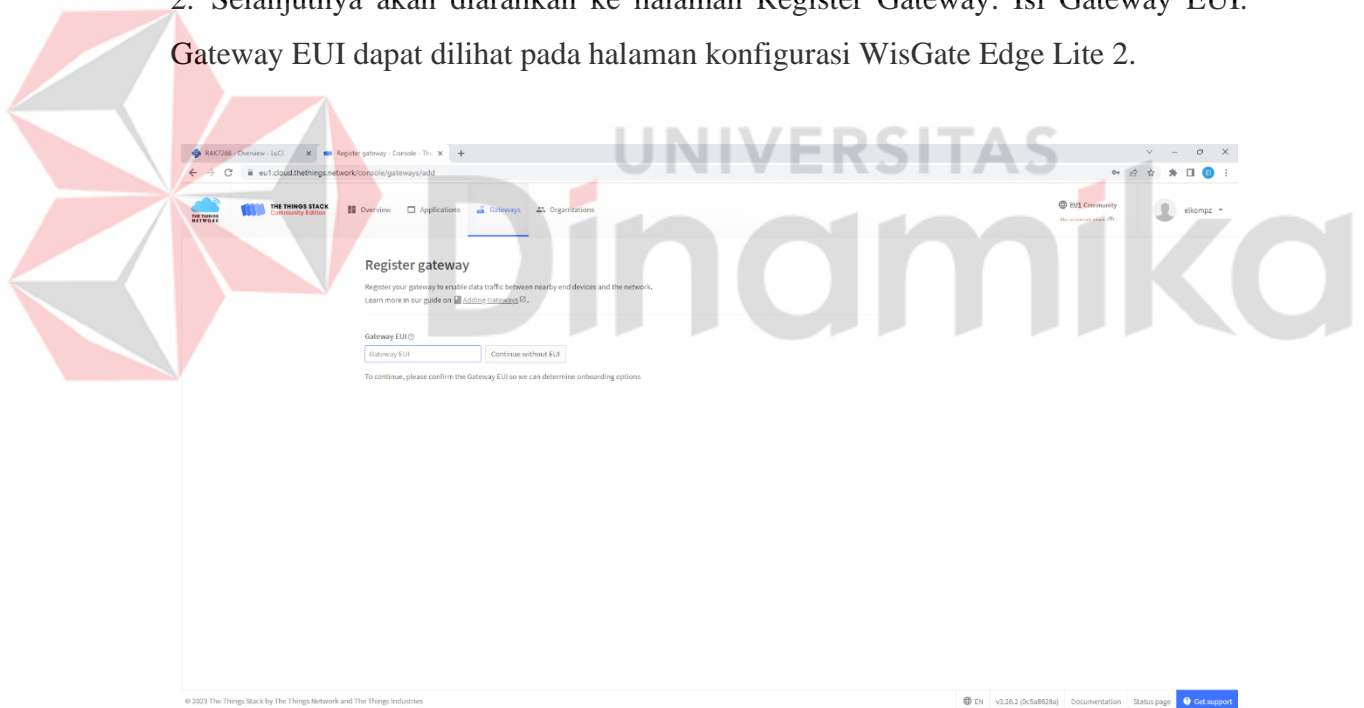 2. Selanjutnya akan diarahkan ke halaman Register Gateway. Isi Gateway EUI.
Gateway EUI dapat dilihat pada halaman konfigurasi WisGate Edge Lite 2.
UNIVERSITAS
Dinamika
RAK7268 - Overview - LuCI
Register gateway - Console - The
eu1.cloud.thethings.network/console/gateways/add
THE THINGS NETWORK
THE THINGS STACK
Community Edition
Overview Applications Gateways Organizations
EU1 Community
elkompz
Register gateway
Register your gateway to enable data traffic between nearby end devices and the network.
Learn more in our guide on Adding Gateways.
Gateway EUI
Gateway EUI
Continue without EUI
To continue, please confirm the Gateway EUI so we can determine onboarding options
© 2023 The Things Stack by The Things Network and The Things Industries
EN v3.26.2 (0c5a8628a) Documentation Status page Get support